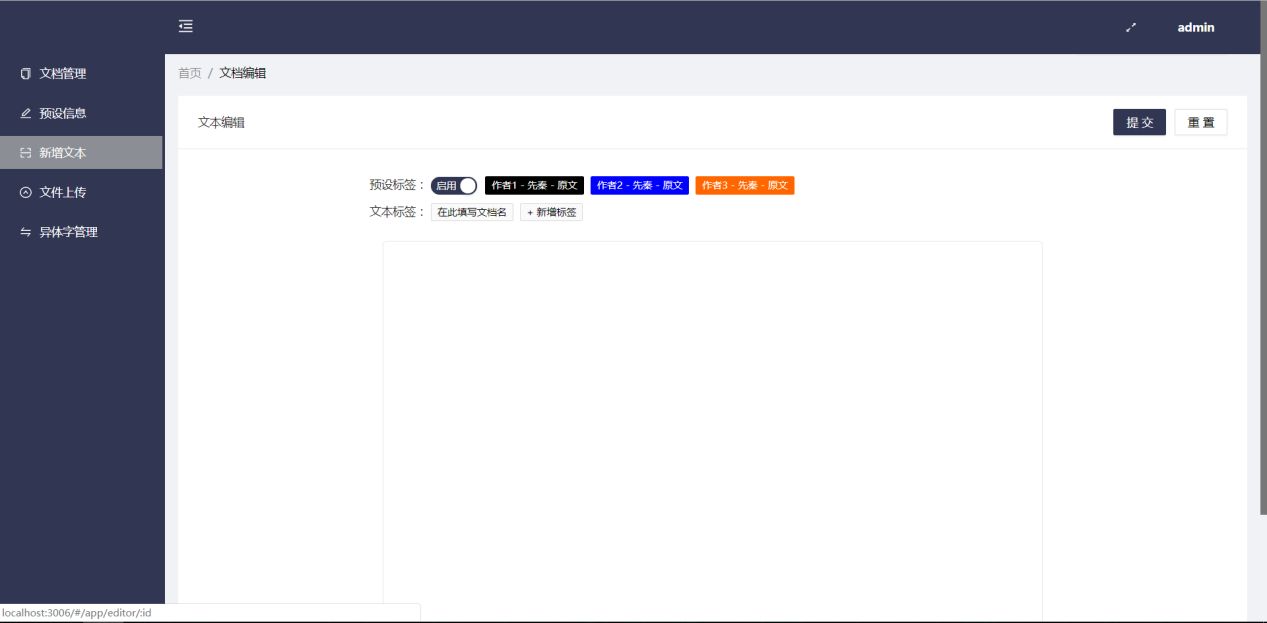 admin
文档管理
预设信息
新增文本
文件上传
异体字管理
首页 / 文档编辑
文本编辑
提 交
重 置
预设标签： 启用 作者1 - 先秦 - 原文 作者2 - 先秦 - 原文 作者3 - 先秦 - 原文
文本标签： 在此填写文档名 + 新增标签
localhost:3006/#/app/editor/:id